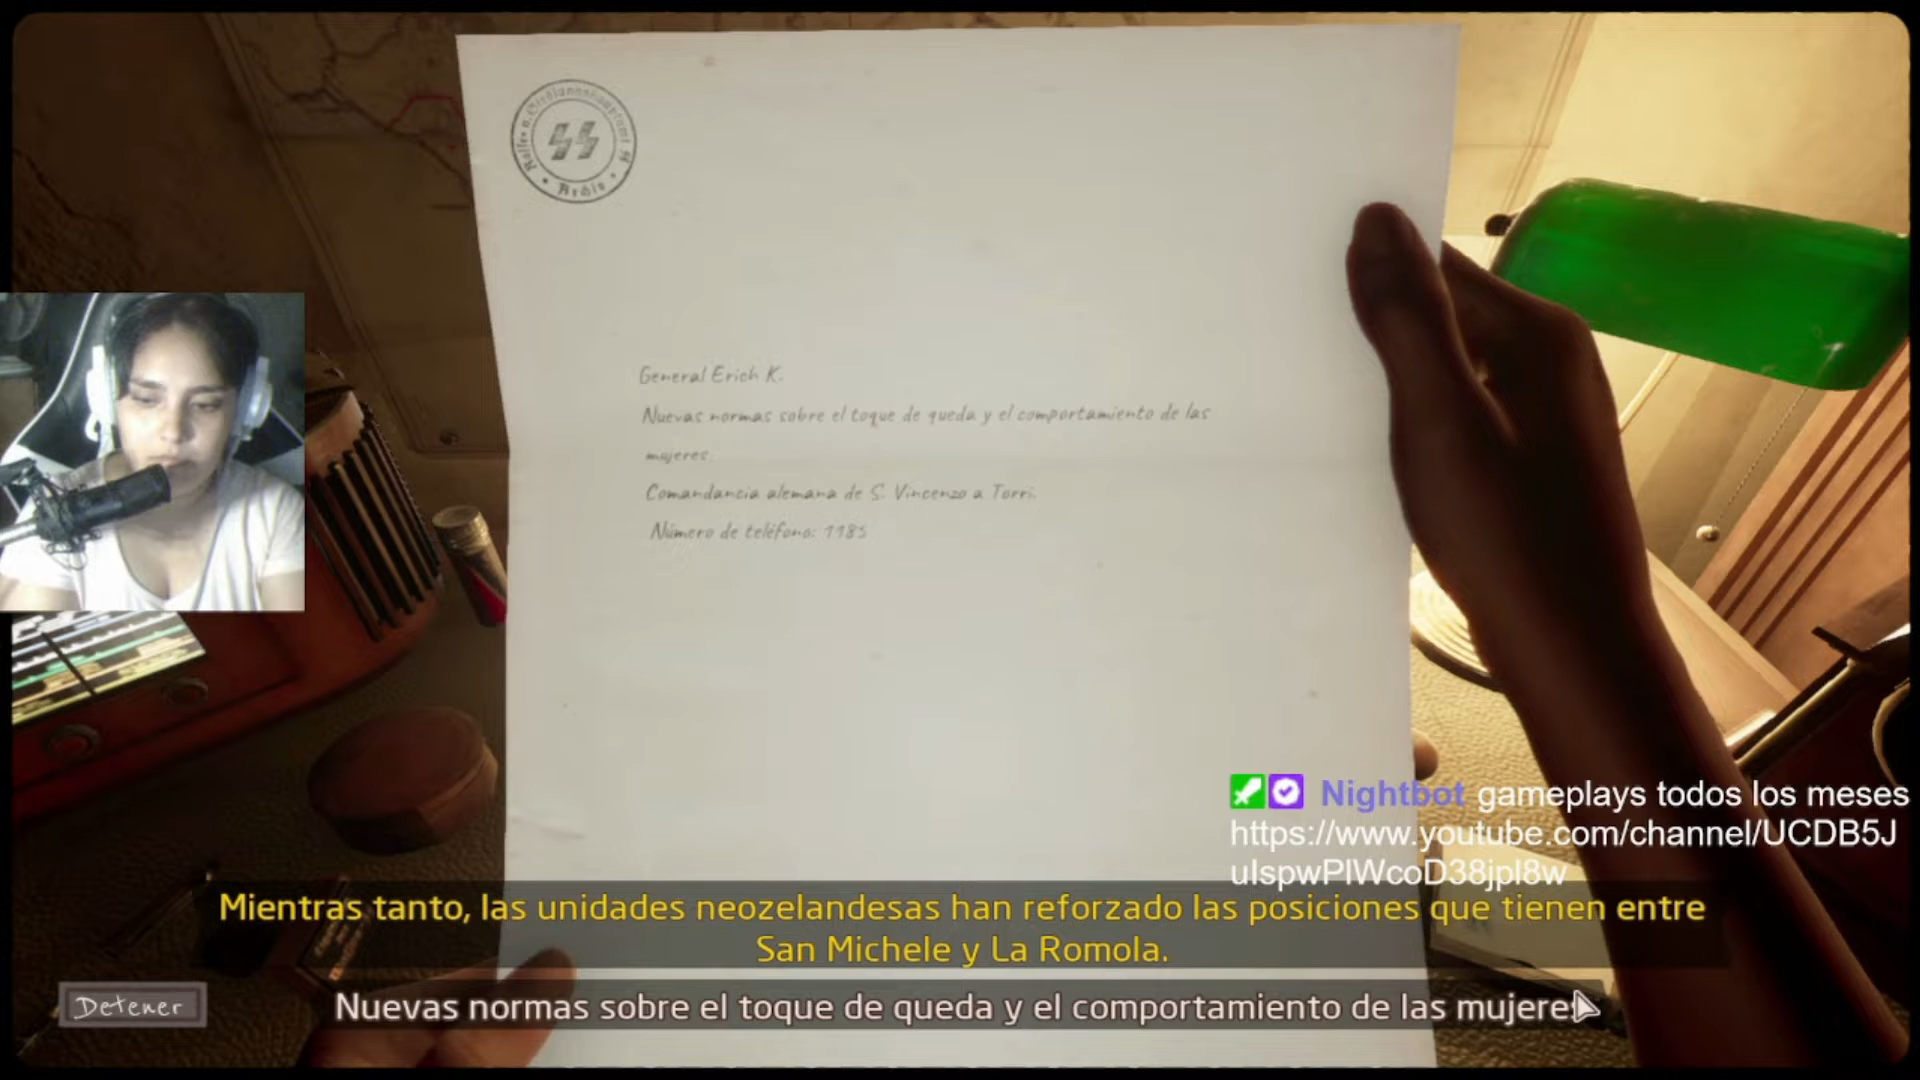 SS
Archiv
General Erich K.
Nuevas normas sobre el toque de queda y el comportamiento de las
mujeres.
Comandancia alemana de S. Vincenzo a Torri.
Número de teléfono: 1185
Nightbot gameplays todos los meses
https://www.youtube.com/channel/UCDB5J
uIspwPlWcoD38jpI8w
Mientras tanto, las unidades neozelandesas han reforzado las posiciones que tienen entre
San Michele y La Romola.
Detener
Nuevas normas sobre el toque de queda y el comportamiento de las mujeres